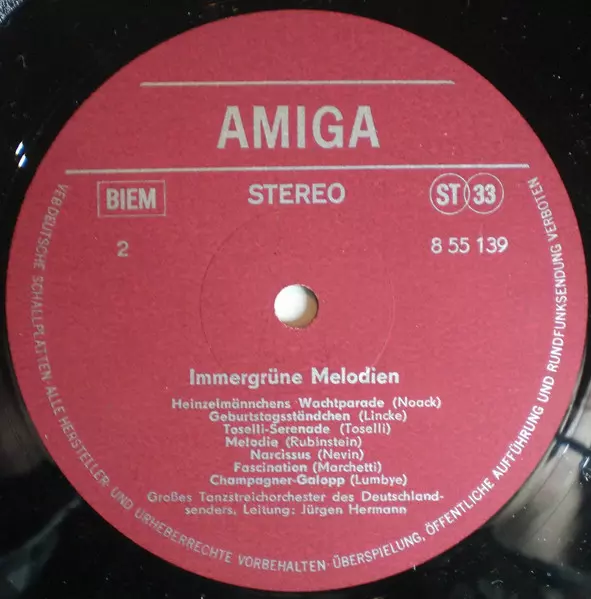 AMIGA
BIEM
STEREO
ST 33
2
8 55 139
Immergrüne Melodien
Heinzelmännchens Wachtparade (Noack)
Geburtstagsständchen (Lincke)
Toselli-Serenade (Toselli)
Melodie (Rubinstein)
Narcissus (Nevin)
Fascination (Marchetti)
Champagner-Galopp (Lumbye)
Großes Tanzstreichorchester des Deutschland-
senders, Leitung: Jürgen Hermann
VEB DEUTSCHE SCHALLPLATTEN·ALLE HERSTELLER- UND URHEBERRECHTE VORBEHALTEN·ÜBERSPIELUNG, ÖFFENTLICHE AUFFÜHRUNG UND RUNDFUNKSENDUNG VERBOTEN